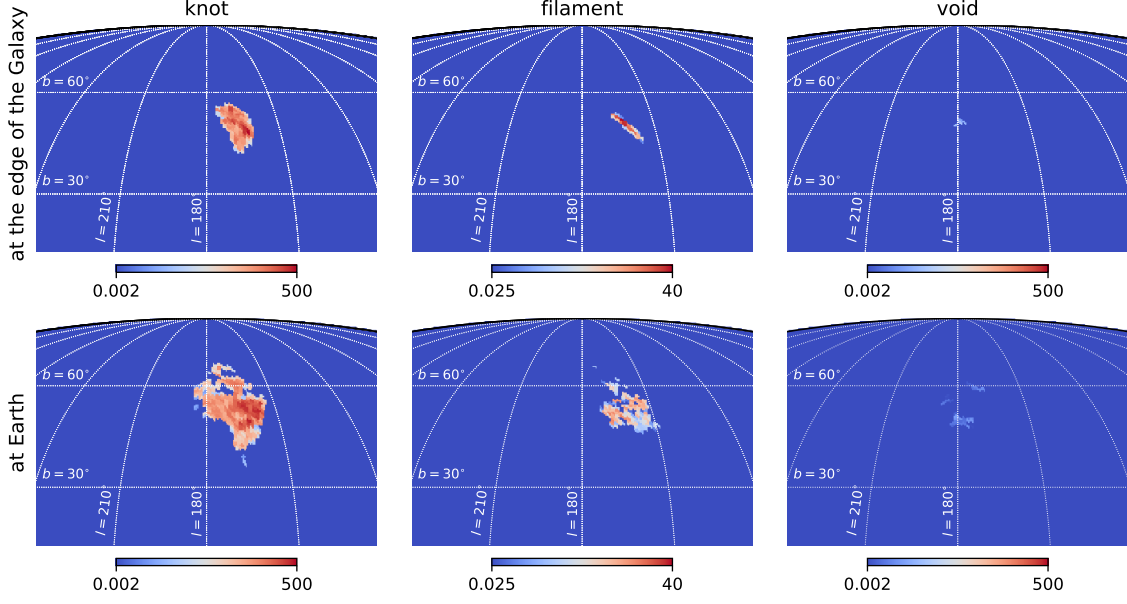 knot filament void
at the edge of the Galaxy
b = 60° b = 60° b = 60°
b = 30° b = 30° b = 30°
l = 210° l = 180° l = 210° l = 180° l = 210° l = 180°
0.002 500 0.025 40 0.002 500
at Earth
b = 60° b = 60° b = 60°
b = 30° b = 30° b = 30°
l = 210° l = 180° l = 210° l = 180° l = 210° l = 180°
0.002 500 0.025 40 0.002 500